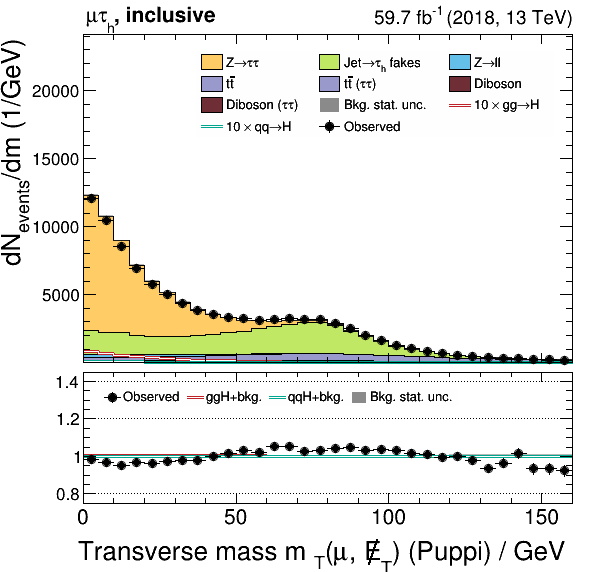 μτh, inclusive 59.7 fb-1 (2018, 13 TeV)
dNevents/dm (1/GeV)
Z→ττ Jet→τh fakes Z→ll
tt̄ tt̄ (ττ) Diboson
Diboson (ττ) Bkg. stat. unc. 10 × gg→H
10 × qq→H Observed
20000
15000
10000
5000
1.4
Observed ggH+bkg. qqH+bkg. Bkg. stat. unc.
1.2
1
0.8
0 50 100 150
Transverse mass m T(μ, E̸T) (Puppi) / GeV